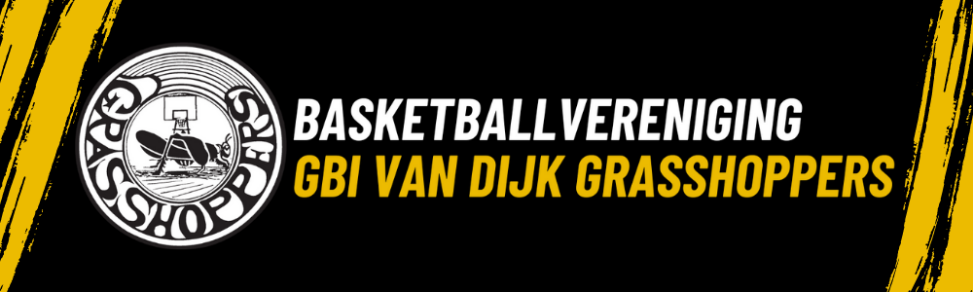 GRASSHOPPERS
BASKETBALLVERENIGING
GBI VAN DIJK GRASSHOPPERS